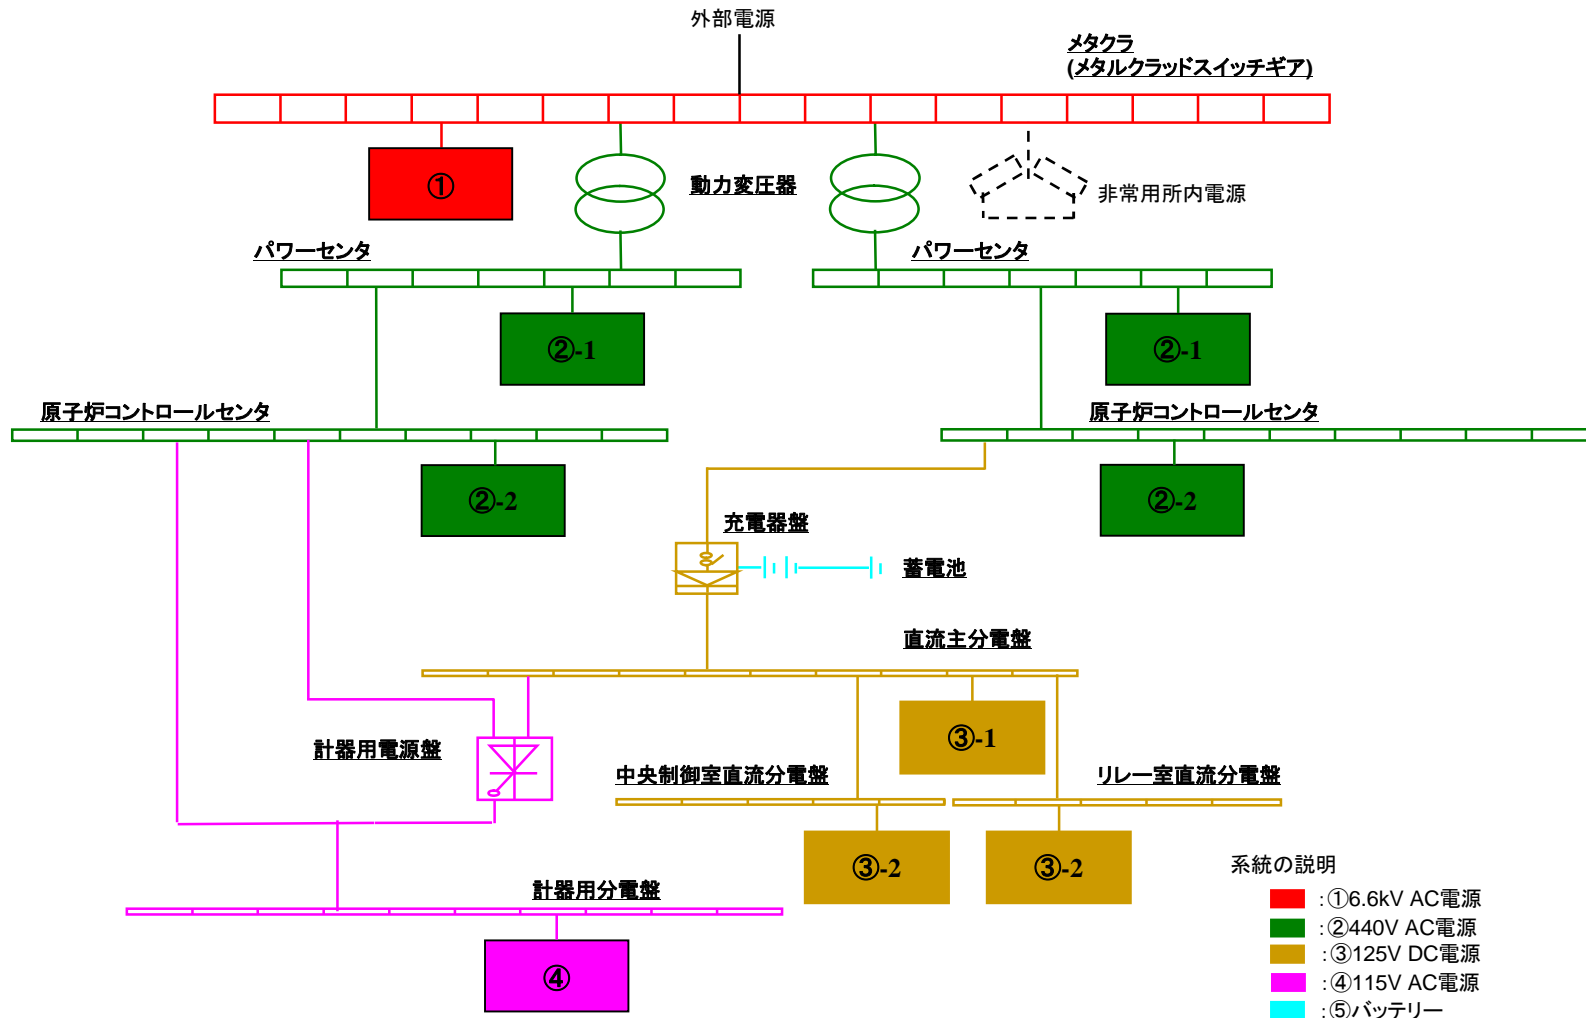 外部電源
メタクラ
(メタルクラッドスイッチギア)
①
動力変圧器
非常用所内電源
パワーセンタ
パワーセンタ
②-1
②-1
原子炉コントロールセンタ
原子炉コントロールセンタ
②-2
②-2
充電器盤
蓄電池
直流主分電盤
③-1
計器用電源盤
中央制御室直流分電盤
リレー室直流分電盤
③-2
③-2
計器用分電盤
④
系統の説明
:①6.6kV AC電源
:②440V AC電源
:③125V DC電源
:④115V AC電源
:⑤バッテリー